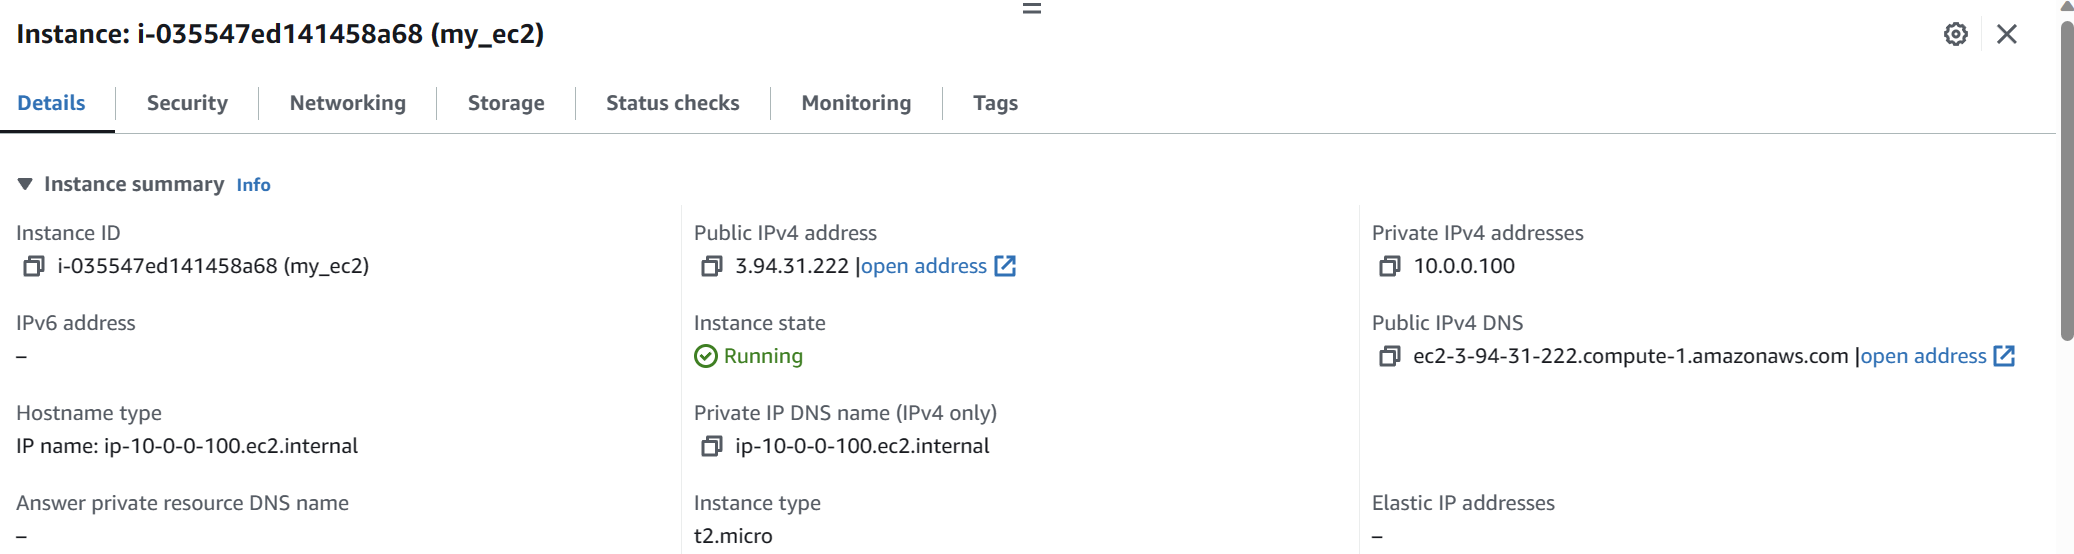 Instance: i-035547ed141458a68 (my_ec2)
Details
Security
Networking
Storage
Status checks
Monitoring
Tags
Instance summary Info
Instance ID
i-035547ed141458a68 (my_ec2)
Public IPv4 address
3.94.31.222 |open address
Private IPv4 addresses
10.0.0.100
IPv6 address
–
Instance state
Running
Public IPv4 DNS
ec2-3-94-31-222.compute-1.amazonaws.com |open address
Hostname type
IP name: ip-10-0-0-100.ec2.internal
Private IP DNS name (IPv4 only)
ip-10-0-0-100.ec2.internal
Answer private resource DNS name
–
Instance type
t2.micro
Elastic IP addresses
–